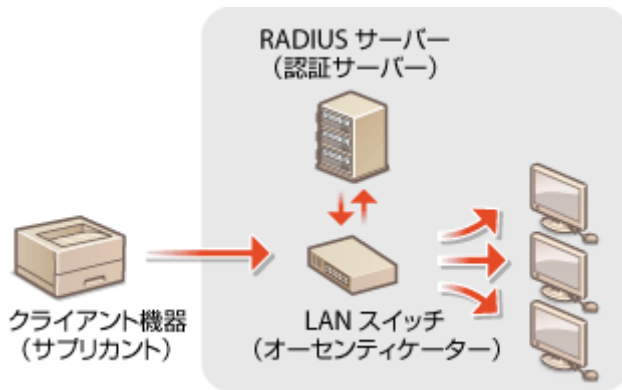 RADIUS サーバー
（認証サーバー）
クライアント機器
（サプリカント）
LAN スイッチ
（オーセンティケーター）